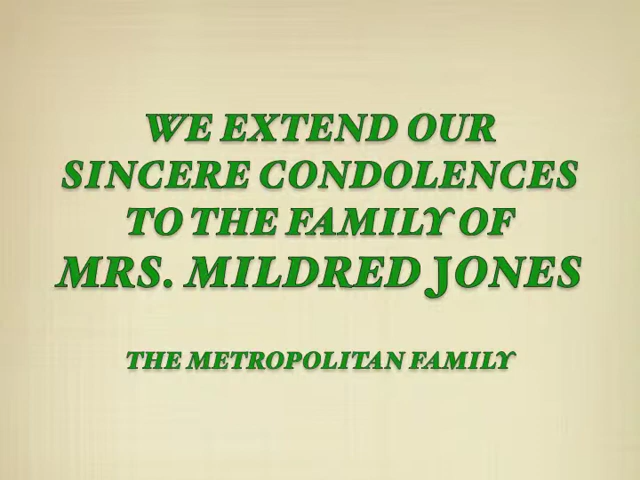 WE EXTEND OUR
SINCERE CONDOLENCES
TO THE FAMILY OF
MRS. MILDRED JONES
THE METROPOLITAN FAMILY